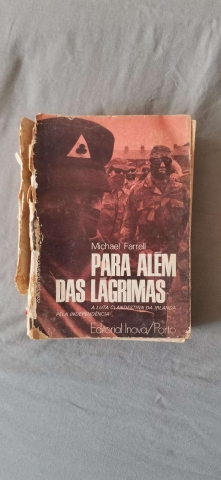 Michael Farrell
PARA ALÉM
DAS LÁGRIMAS
A LUTA CLANDESTINA DA IRLANDA
PELA INDEPENDÊNCIA
Editorial Inova/Porto